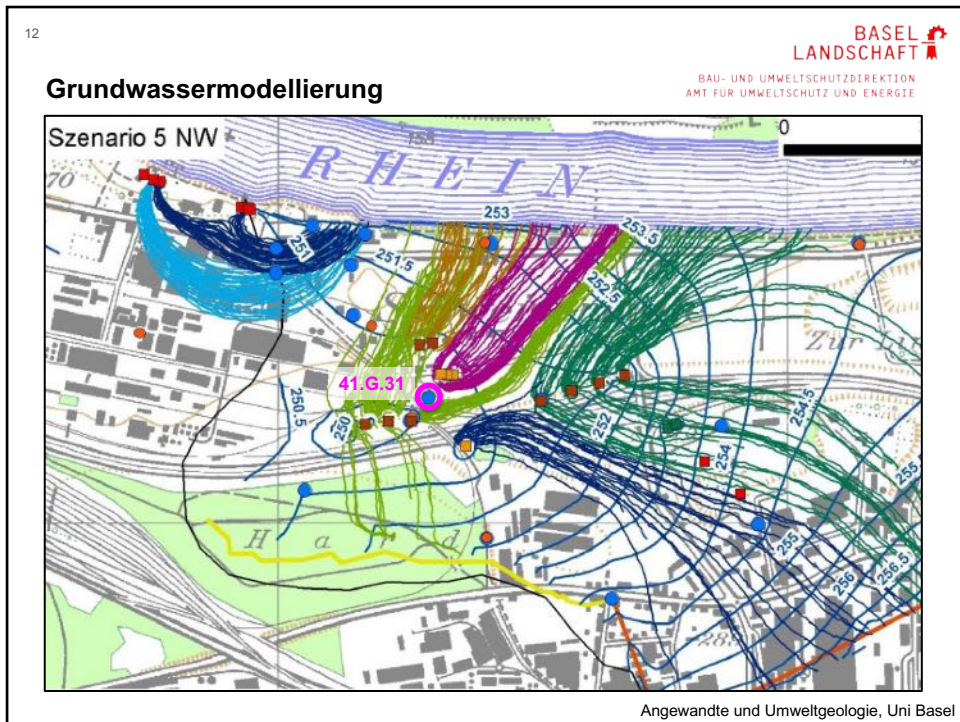 12
BASEL
LANDSCHAFT
BAU- UND UMWELTSCHUTZDIREKTION
AMT FÜR UMWELTSCHUTZ UND ENERGIE
Grundwassermodellierung
Szenario 5 NW
0
RHEIN
70
253
253.5
251
251.5
252.5
Zur
41.G.31
250.5
250
252
254
254.5
255
Hard
255
256
256.5
Angewandte und Umweltgeologie, Uni Basel